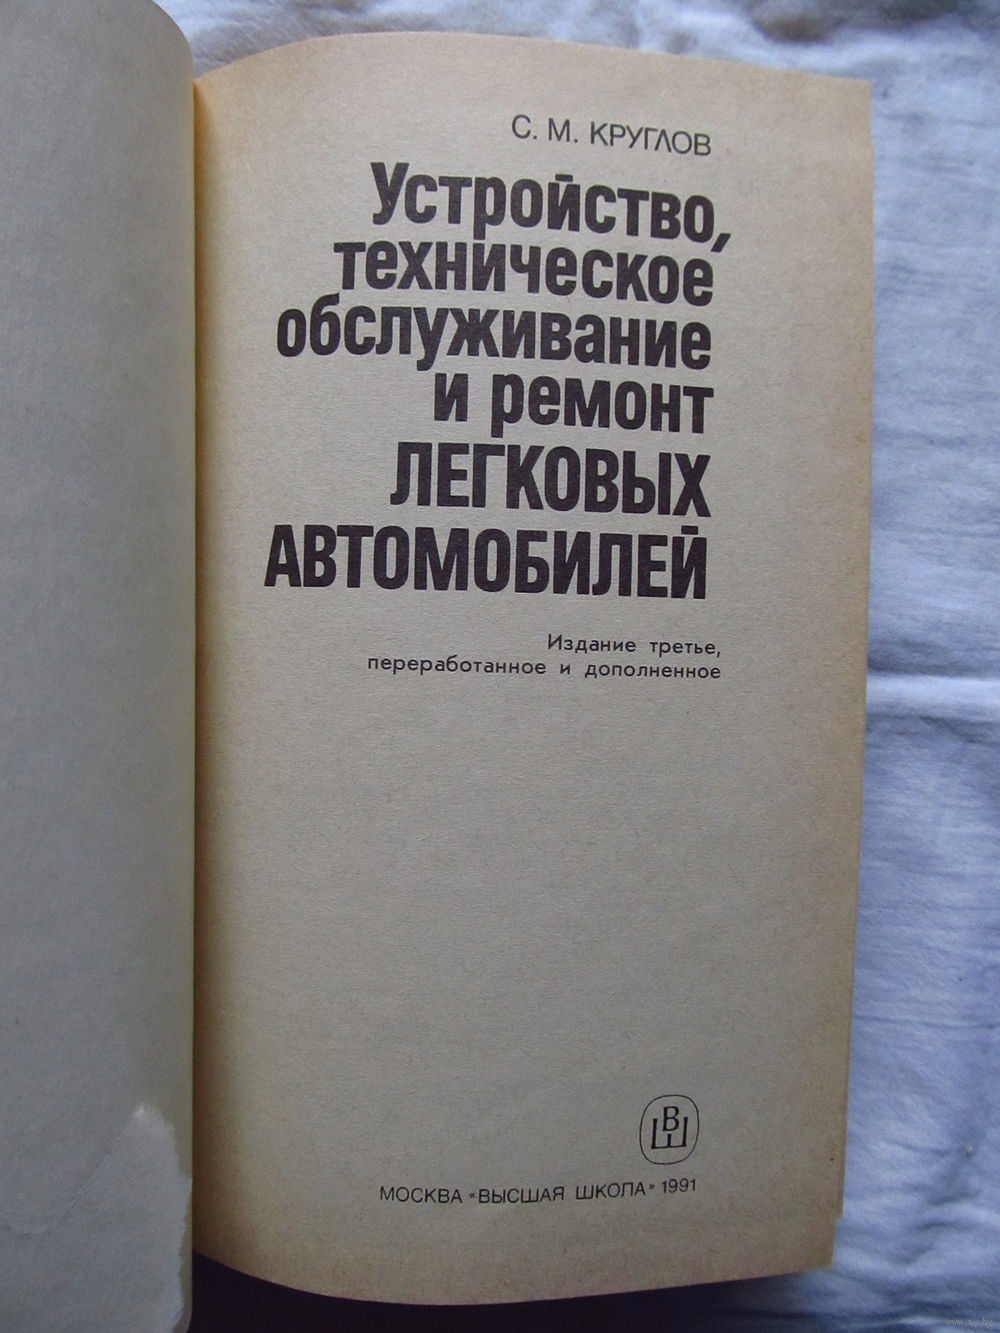 С. М. КРУГЛОВ
Устройство,
техническое
обслуживание
и ремонт
ЛЕГКОВЫХ
АВТОМОБИЛЕЙ
Издание третье,
переработанное и дополненное
ВШ
МОСКВА «ВЫСШАЯ ШКОЛА» 1991